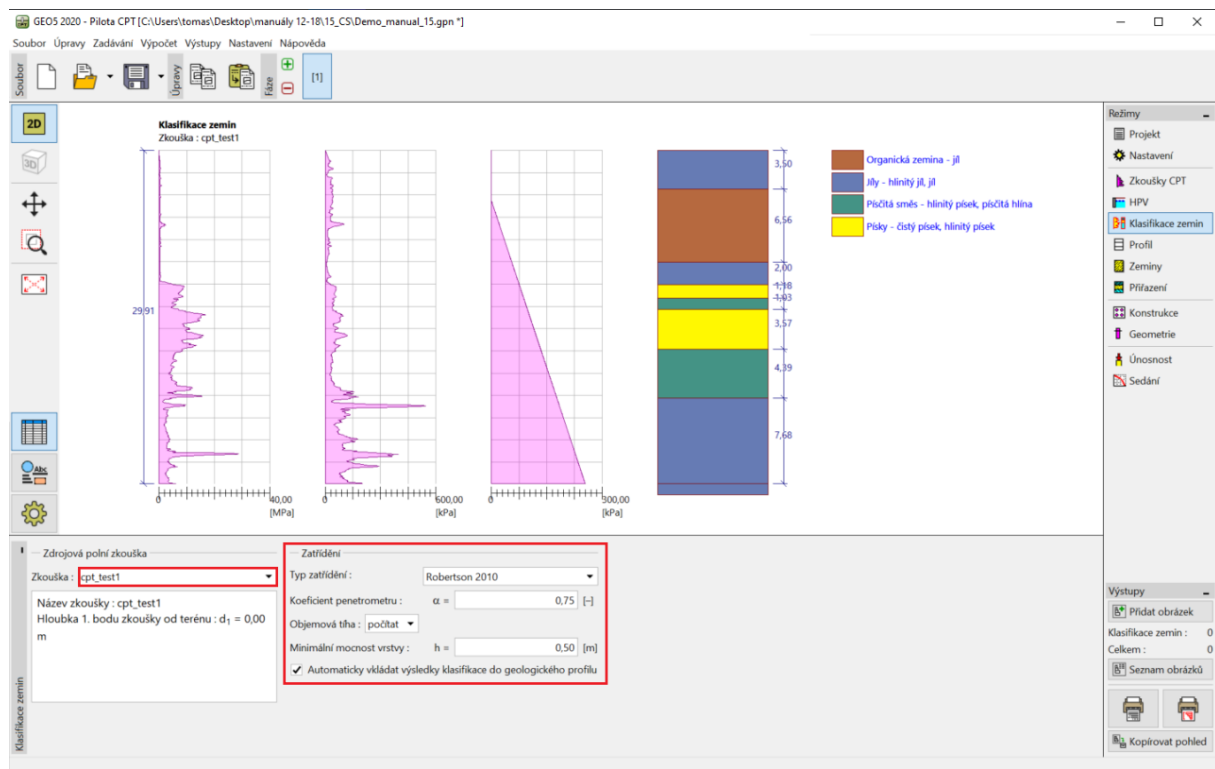 GEO5 2020 - Pilota CPT [C:\Users\tomas\Desktop\manuály 12-18\15_CS\Demo_manual_15.gpn *]
Soubor Úpravy Zadávání Výpočet Výstupy Nastavení Nápověda
Soubor
Úpravy
Fáze
[1]
2D
3D
Abc
Klasifikace zemin
Zkouška : cpt_test1
29,91
40,00
[MPa]
0
600,00
[kPa]
0
300,00
[kPa]
0
3,50
6,56
2,00
1,18
1,03
3,57
4,39
7,68
Organická zemina - jíl
Jíly - hlinitý jíl, jíl
Písčitá směs - hlinitý písek, písčitá hlína
Písky - čistý písek, hlinitý písek
Režimy
Projekt
Nastavení
Zkoušky CPT
HPV
Klasifikace zemin
Profil
Zeminy
Přiřazení
Konstrukce
Geometrie
Únosnost
Sedání
Klasifikace zemin
Zdrojová polní zkouška
Zkouška : cpt_test1
Název zkoušky : cpt_test1
Hloubka 1. bodu zkoušky od terénu : d1 = 0,00
m
Zatřídění
Typ zatřídění : Robertson 2010
Koeficient penetrometru : α = 0,75 [–]
Objemová tíha : počítat
Minimální mocnost vrstvy : h = 0,50 [m]
Automaticky vkládat výsledky klasifikace do geologického profilu
Výstupy
Přidat obrázek
Klasifikace zemin : 0
Celkem : 0
Seznam obrázků
Kopírovat pohled